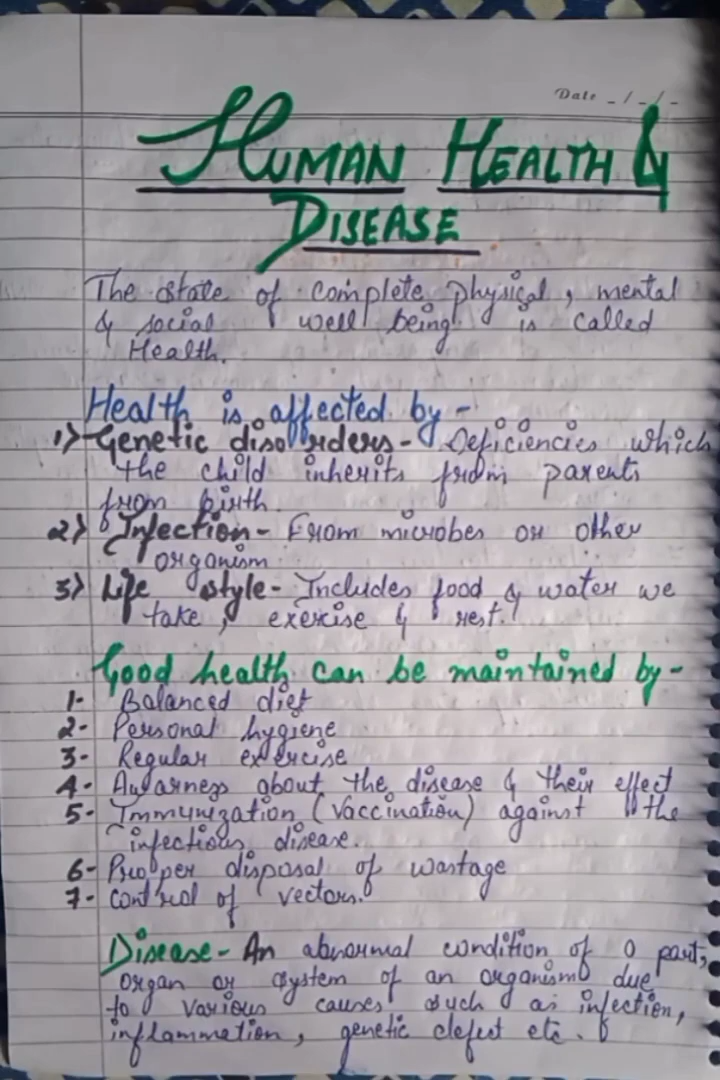 Date _/_/_
HUMAN HEALTH &
DISEASE
The state of complete physical, mental
& social well being is called
Health.
Health is affected by -
1) Genetic disorders - Deficiencies which
the child inherits from parents
from birth.
2) Infection - From microbes or other
organism
3) Life style - Includes food & water we
take, exercise & rest.
Good health can be maintained by -
1- Balanced diet
2- Personal hygiene
3- Regular exercise
4- Awarness about the disease & their effect
5- Immunization (Vaccination) against the
infectious disease.
6- Proper disposal of wastage
7- Control of vectors.
Disease - An abnormal condition of a part,
organ or system of an organism due
to various causes such as infection,
inflammation, genetic defect etc.